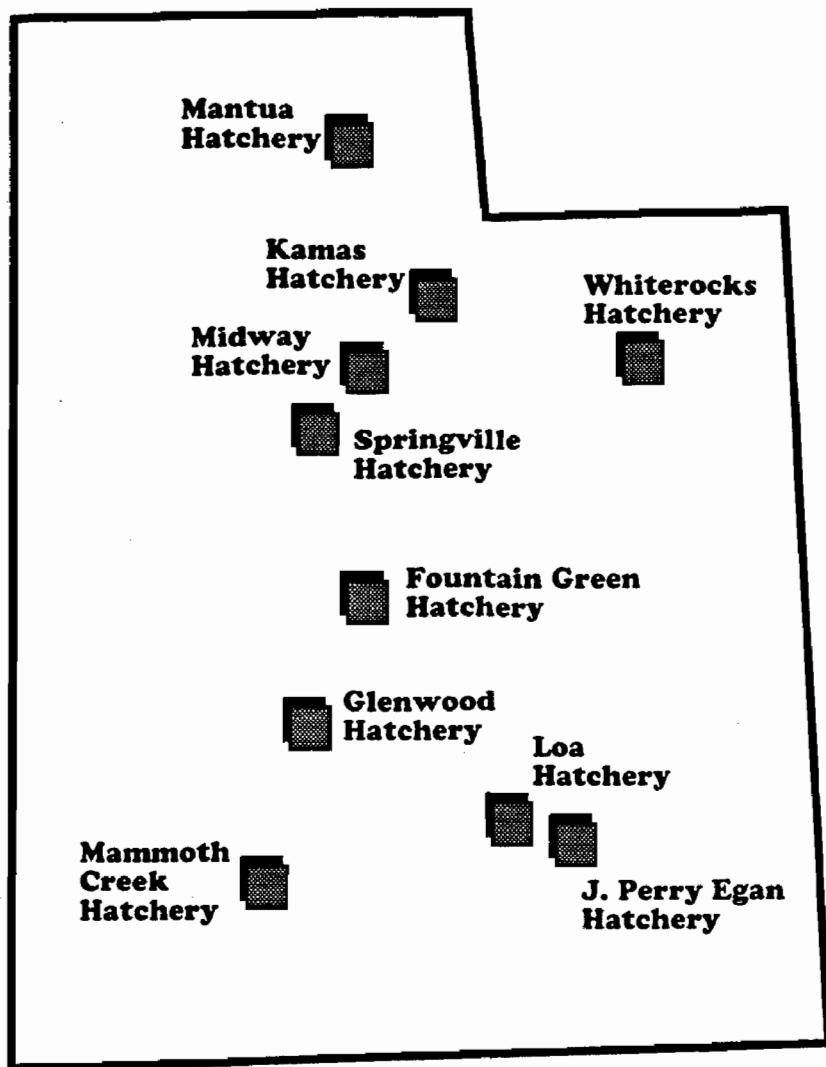 Mantua
Hatchery
Kamas
Hatchery
Whiterocks
Hatchery
Midway
Hatchery
Springville
Hatchery
Fountain Green
Hatchery
Glenwood
Hatchery
Loa
Hatchery
Mammoth
Creek
Hatchery
J. Perry Egan
Hatchery